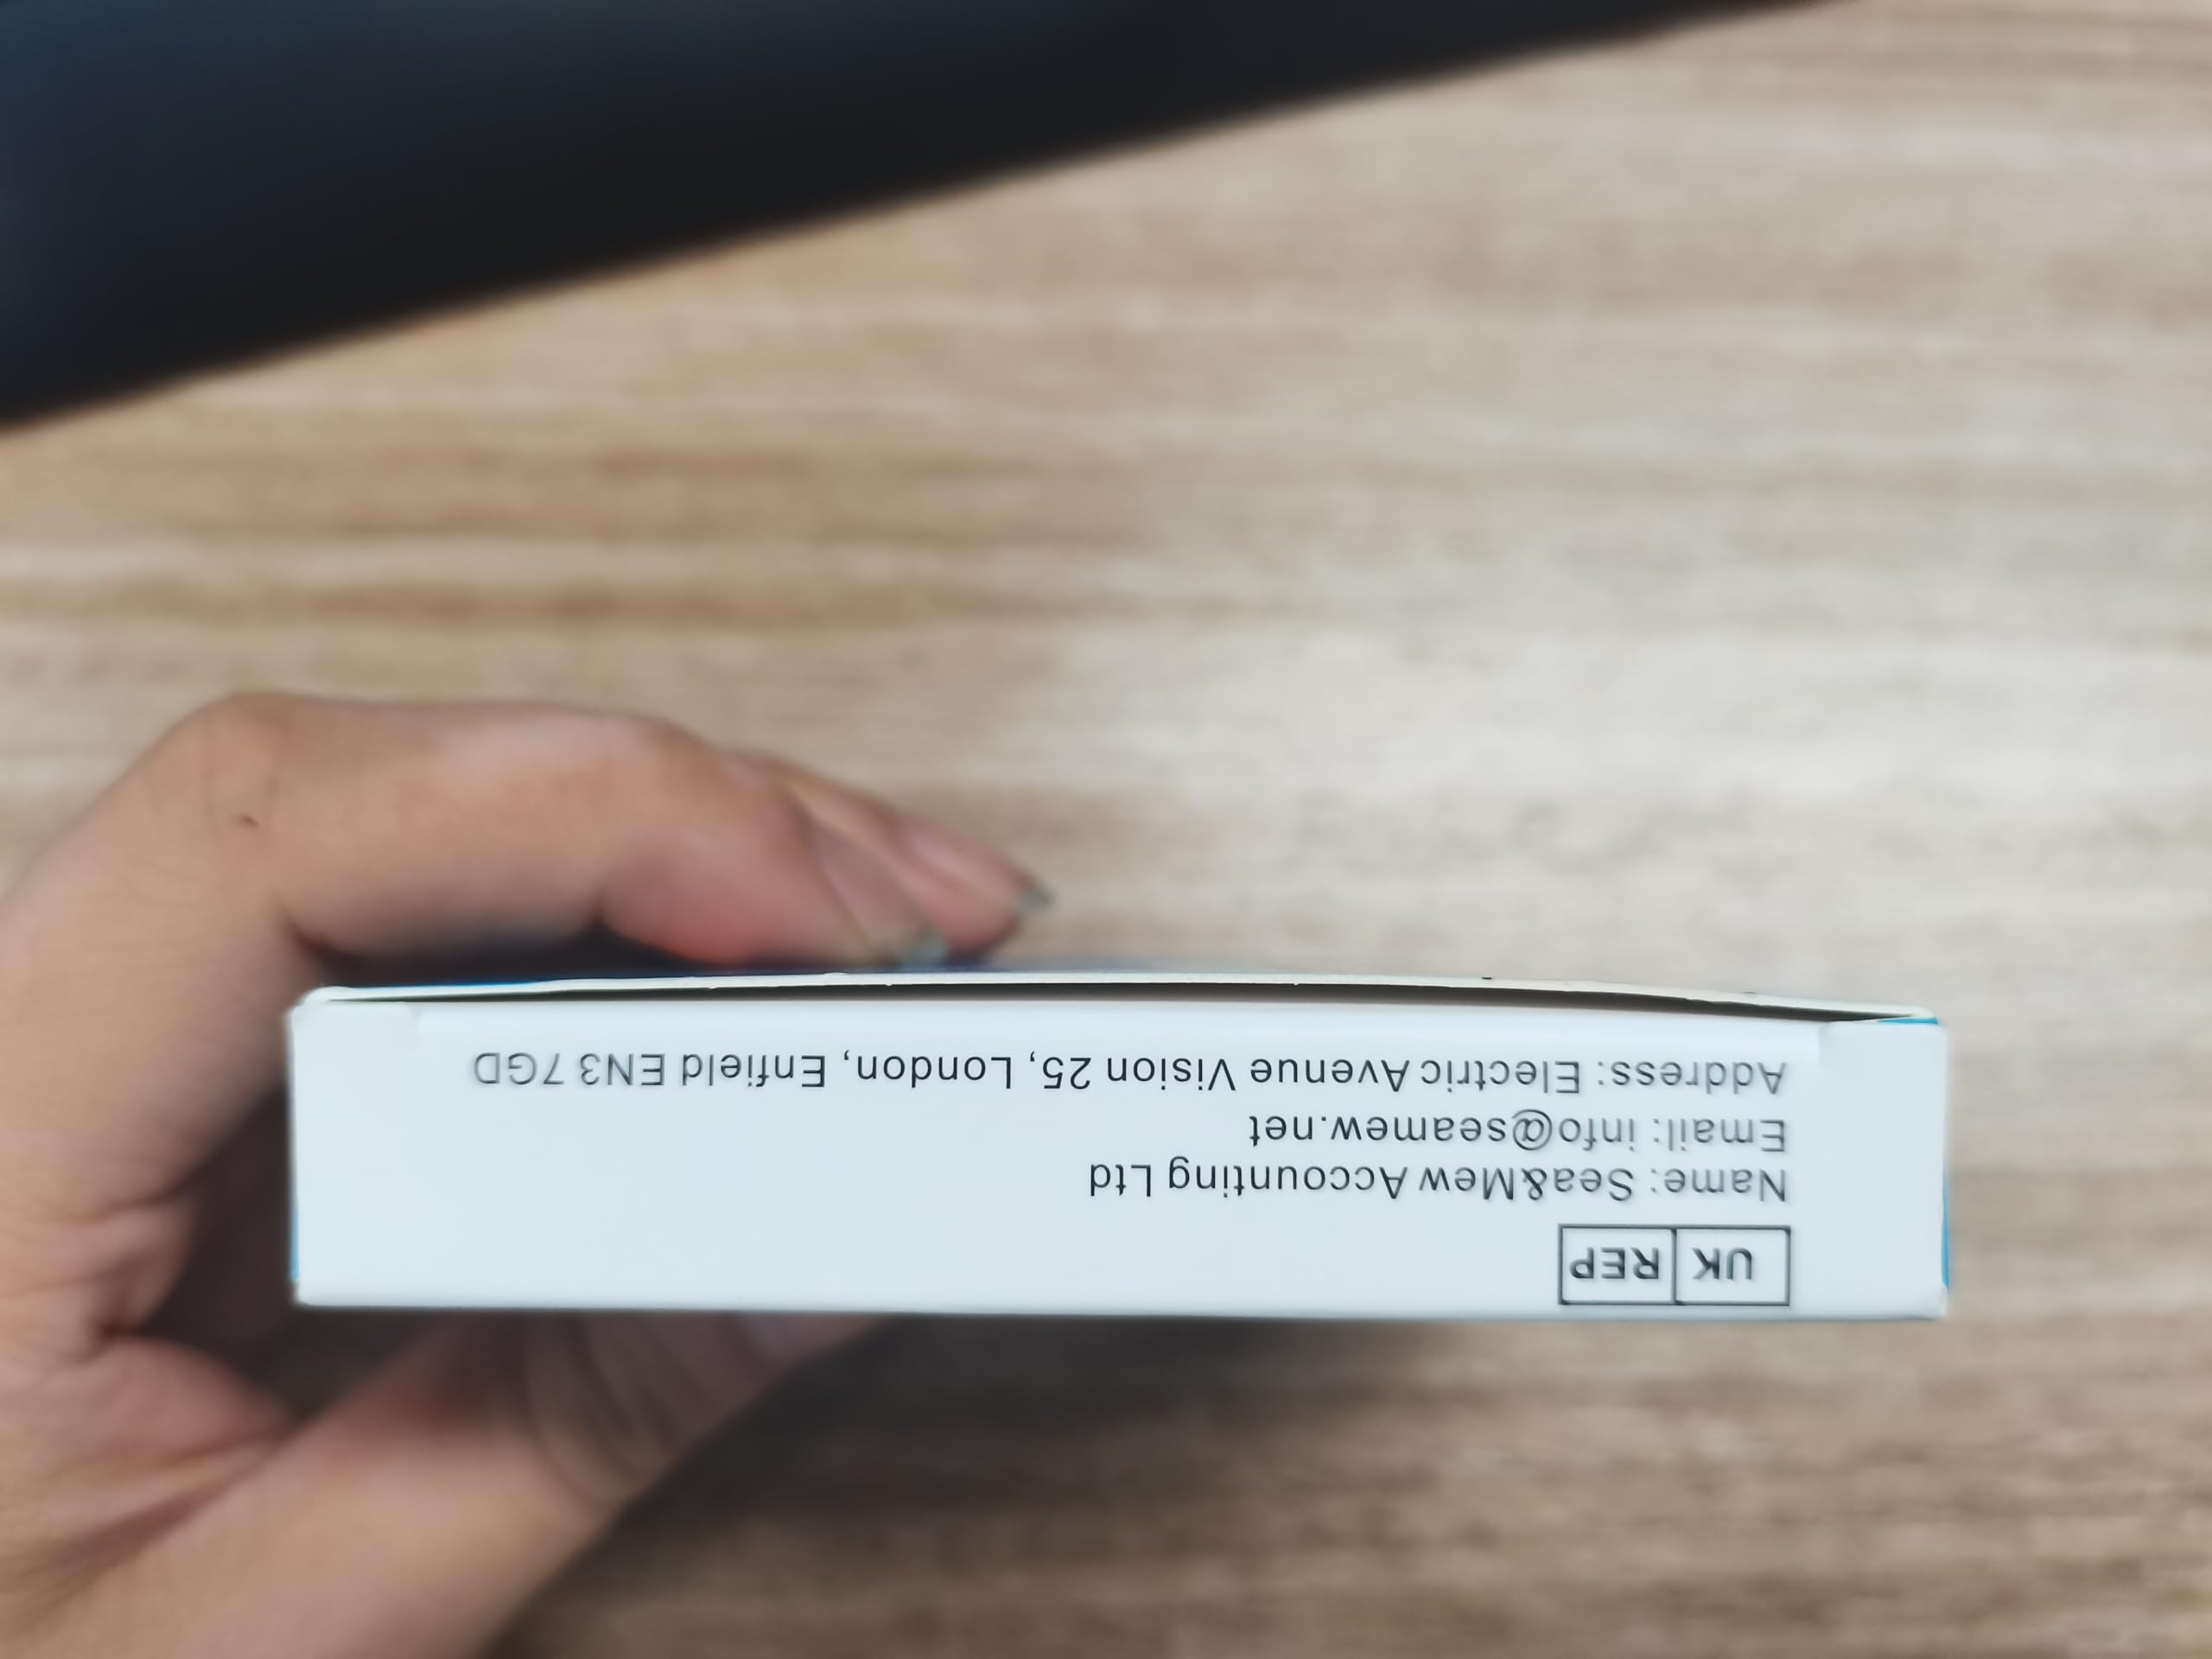 UK REP
Name: Sea&Mew Accounting Ltd
Email: info@seamew.net
Address: Electric Avenue Vision 25, London, Enfield EN3 7GD